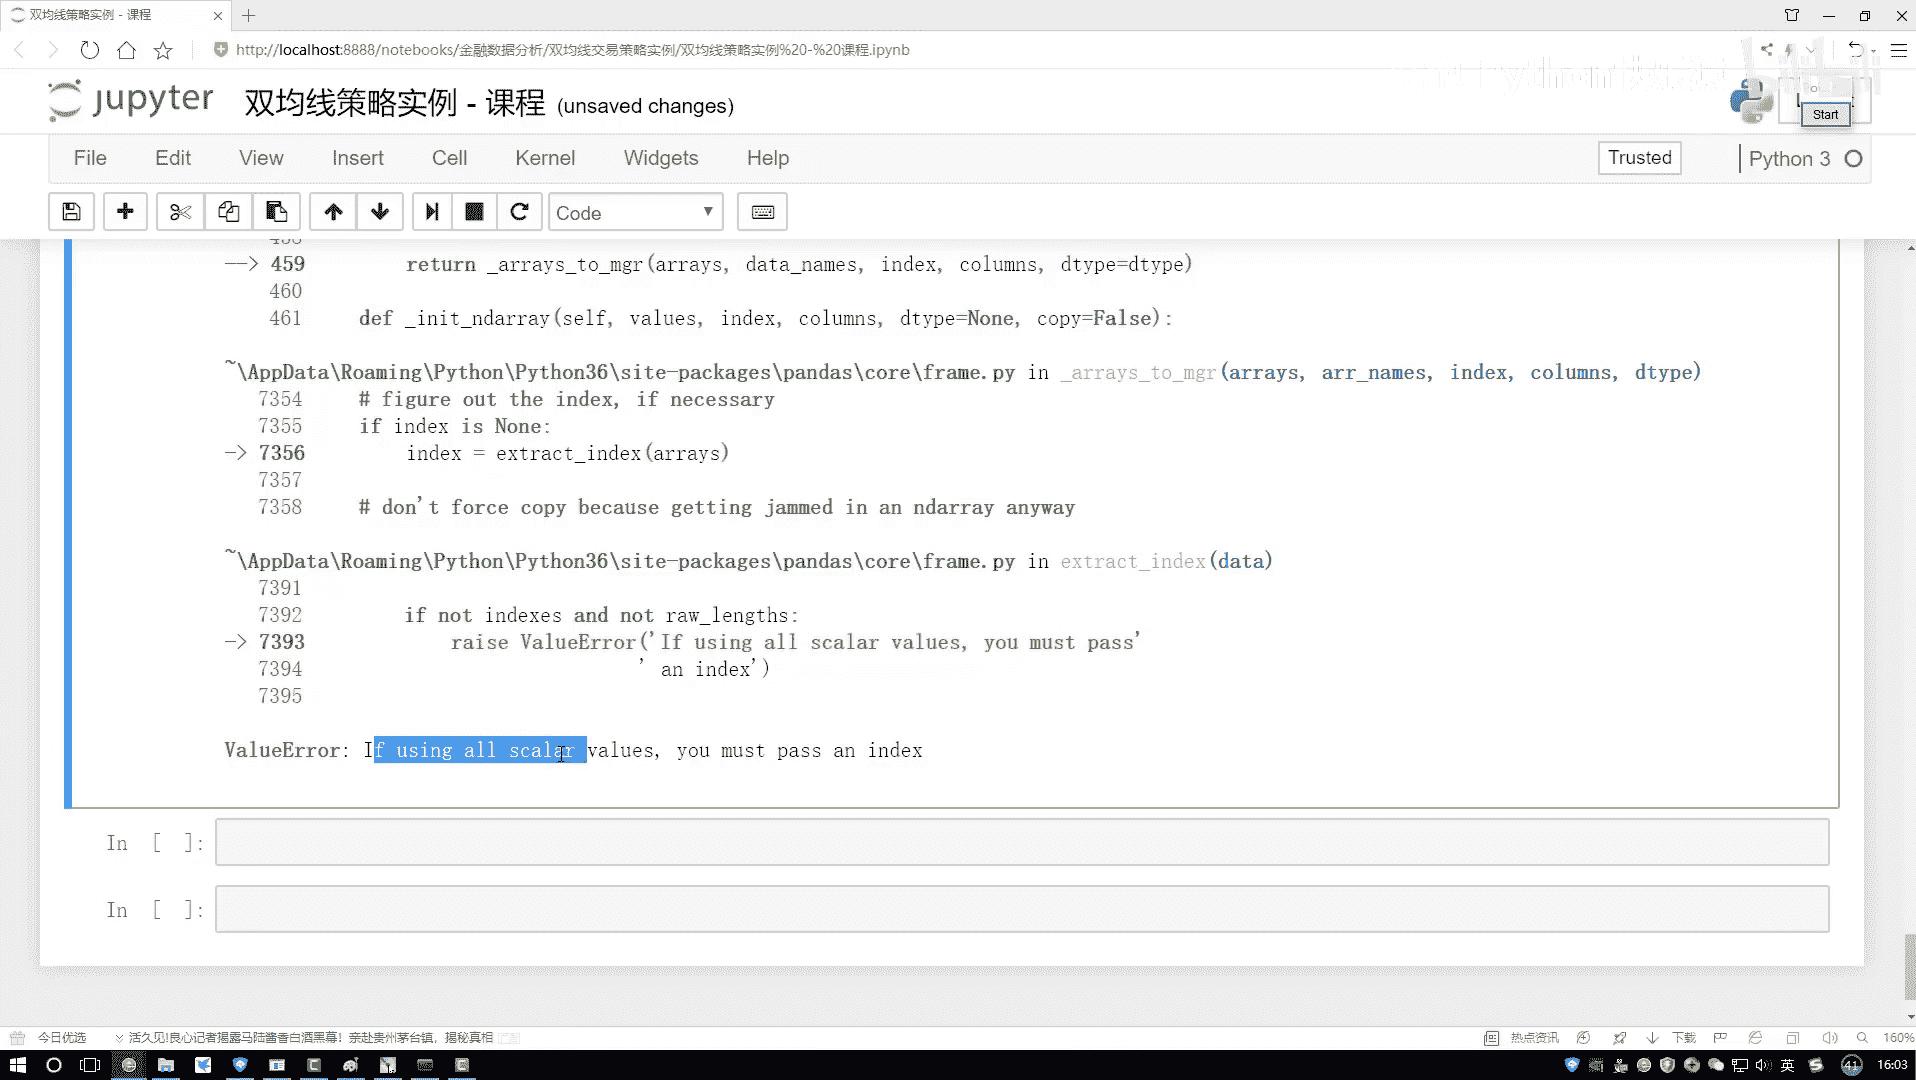 双均线策略实例 - 课程
http://localhost:8888/notebooks/金融数据分析/双均线交易策略实例/双均线策略实例%20-%20课程.ipynb
jupyter 双均线策略实例 - 课程 (unsaved changes)
Start
File Edit View Insert Cell Kernel Widgets Help Trusted Python 3
Code
458
--> 459 return _arrays_to_mgr(arrays, data_names, index, columns, dtype=dtype)
460
461 def _init_ndarray(self, values, index, columns, dtype=None, copy=False):
~\AppData\Roaming\Python\Python36\site-packages\pandas\core\frame.py in _arrays_to_mgr(arrays, arr_names, index, columns, dtype)
7354 # figure out the index, if necessary
7355 if index is None:
-> 7356 index = extract_index(arrays)
7357
7358 # don't force copy because getting jammed in an ndarray anyway
~\AppData\Roaming\Python\Python36\site-packages\pandas\core\frame.py in extract_index(data)
7391
7392 if not indexes and not raw_lengths:
-> 7393 raise ValueError('If using all scalar values, you must pass'
7394 ' an index')
7395
ValueError: If using all scalar values, you must pass an index
In [ ]:
In [ ]:
今日优选 活久见!良心记者揭露马陆酱香白酒黑幕! 亲赴贵州茅台镇，揭秘真相 热点资讯 下载 160%
英 41 16:03